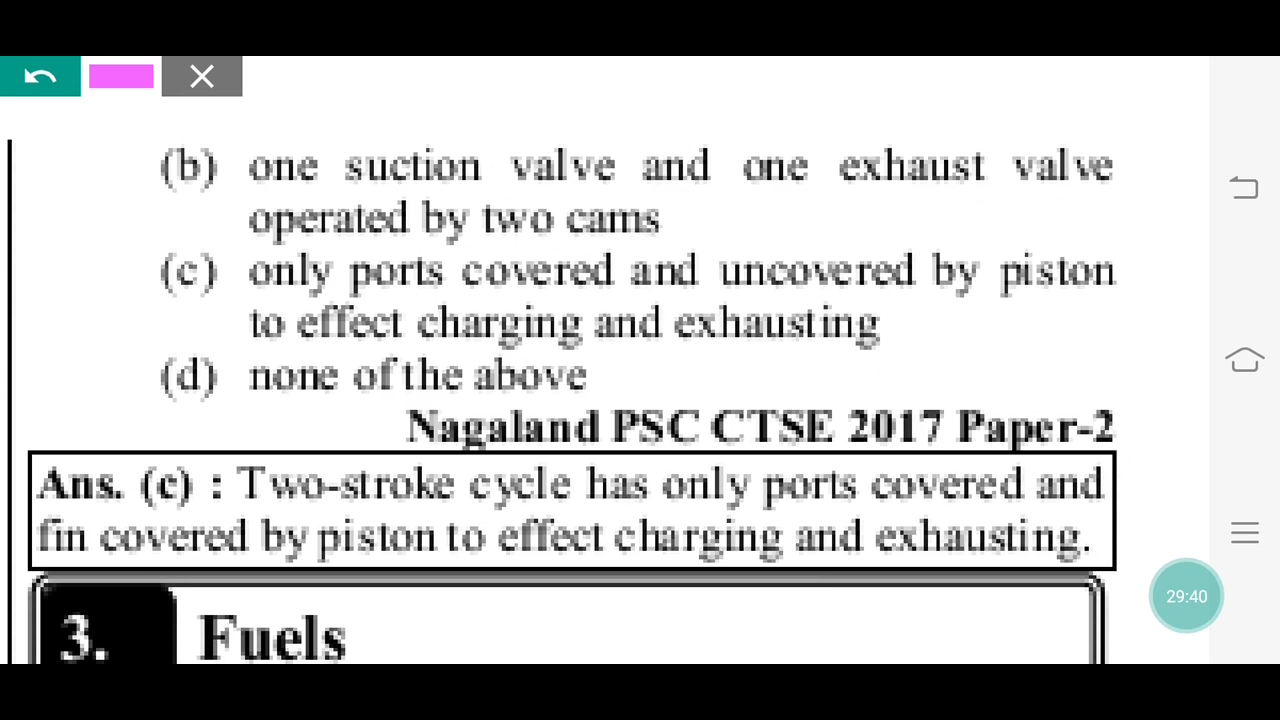 (b) one suction valve and one exhaust valve
operated by two cams
(c) only ports covered and uncovered by piston
to effect charging and exhausting
(d) none of the above
Nagaland PSC CTSE 2017 Paper-2
Ans. (c) : Two-stroke cycle has only ports covered and
fin covered by piston to effect charging and exhausting.
29:40
3. Fuels